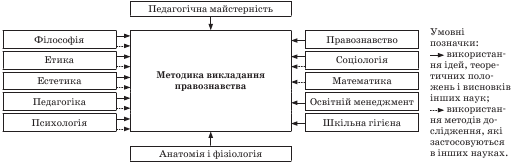 Педагогічна майстерність
Філософія
Етика
Естетика
Педагогіка
Психологія
Методика викладання
правознавства
Правознавство
Соціологія
Математика
Освітній менеджмент
Шкільна гігієна
Анатомія і фізіологія
Умовні
позначки:
використан-
ня ідей, теоре-
тичних поло-
жень і висновків
інших наук;
використан-
ня методів до-
слідження, які
застосовуються
в інших науках.